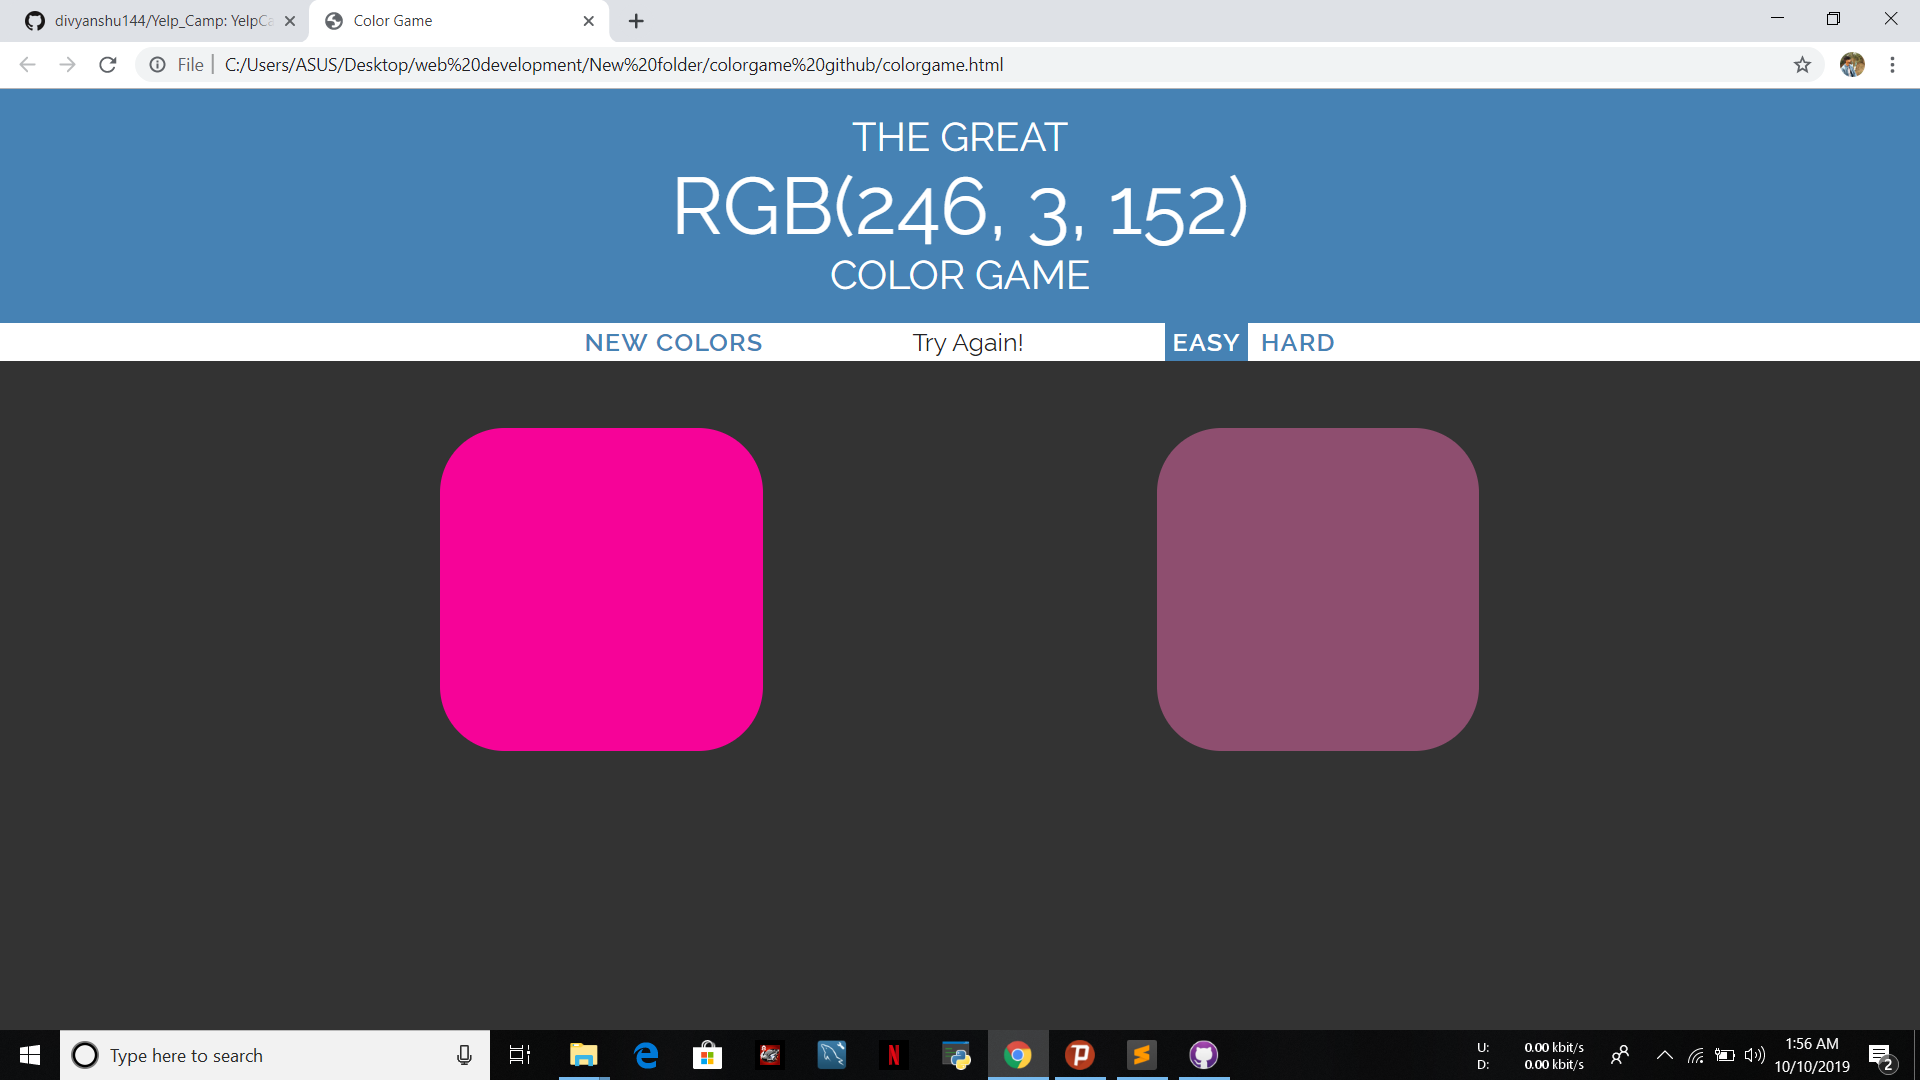 divyanshu144/Yelp_Camp: YelpCa
Color Game
File
C:/Users/ASUS/Desktop/web%20development/New%20folder/colorgame%20github/colorgame.html
THE GREAT
RGB(246, 3, 152)
COLOR GAME
NEW COLORS Try Again! EASY HARD
Type here to search
U: 0.00 kbit/s
D: 0.00 kbit/s
1:56 AM
10/10/2019
2